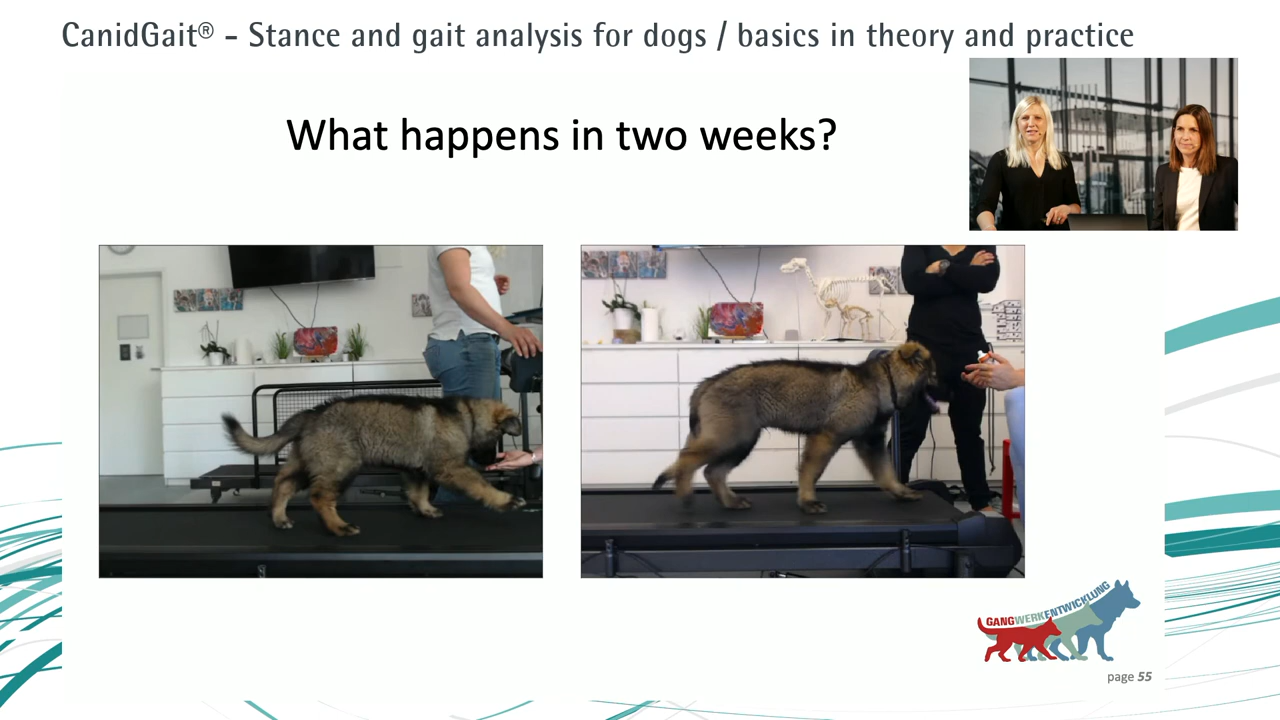 CanidGait® - Stance and gait analysis for dogs / basics in theory and practice
What happens in two weeks?
GANGWERKENTWICKLUNG
page 55